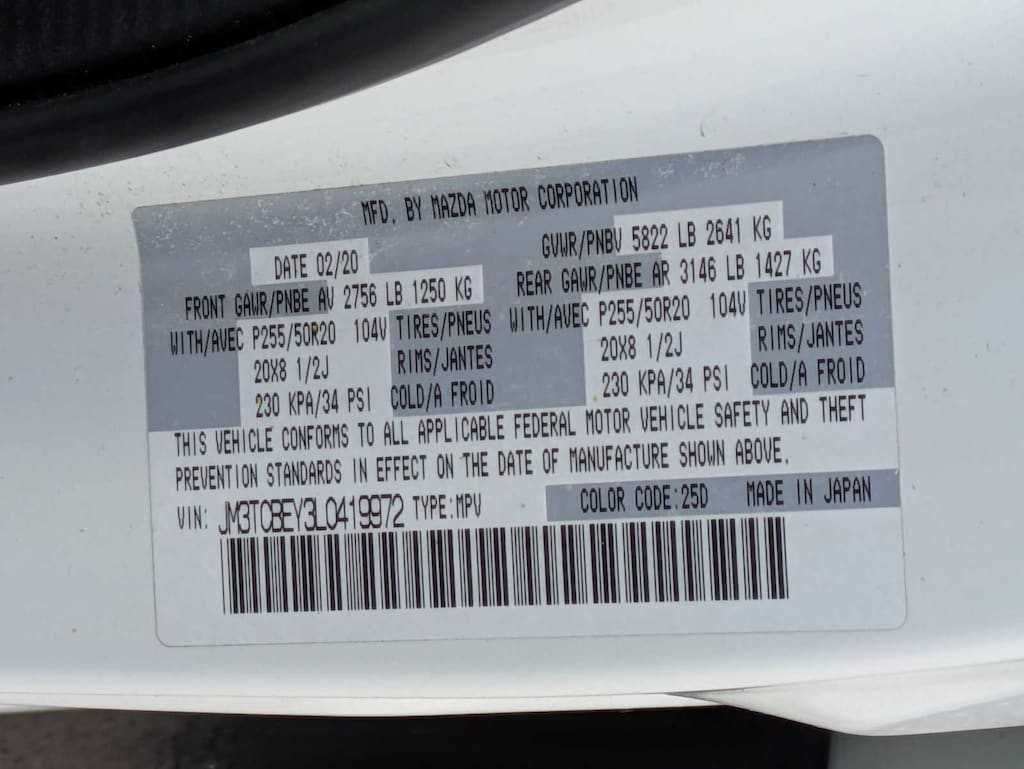 MFD. BY MAZDA MOTOR CORPORATION
DATE 02/20
GVWR/PNBV 5822 LB 2641 KG
FRONT GAWR/PNBE AV 2756 LB 1250 KG
REAR GAWR/PNBE AR 3146 LB 1427 KG
WITH/AVEC P255/50R20 104V TIRES/PNEUS
WITH/AVEC P255/50R20 104V TIRES/PNEUS
20X8 1/2J RIMS/JANTES
20X8 1/2J RIMS/JANTES
230 KPA/34 PSI COLD/A FROID
230 KPA/34 PSI COLD/A FROID
THIS VEHICLE CONFORMS TO ALL APPLICABLE FEDERAL MOTOR VEHICLE SAFETY AND THEFT
PREVENTION STANDARDS IN EFFECT ON THE DATE OF MANUFACTURE SHOWN ABOVE.
VIN: JM3TCBEY3L0419972 TYPE:MPV
COLOR CODE:25D MADE IN JAPAN